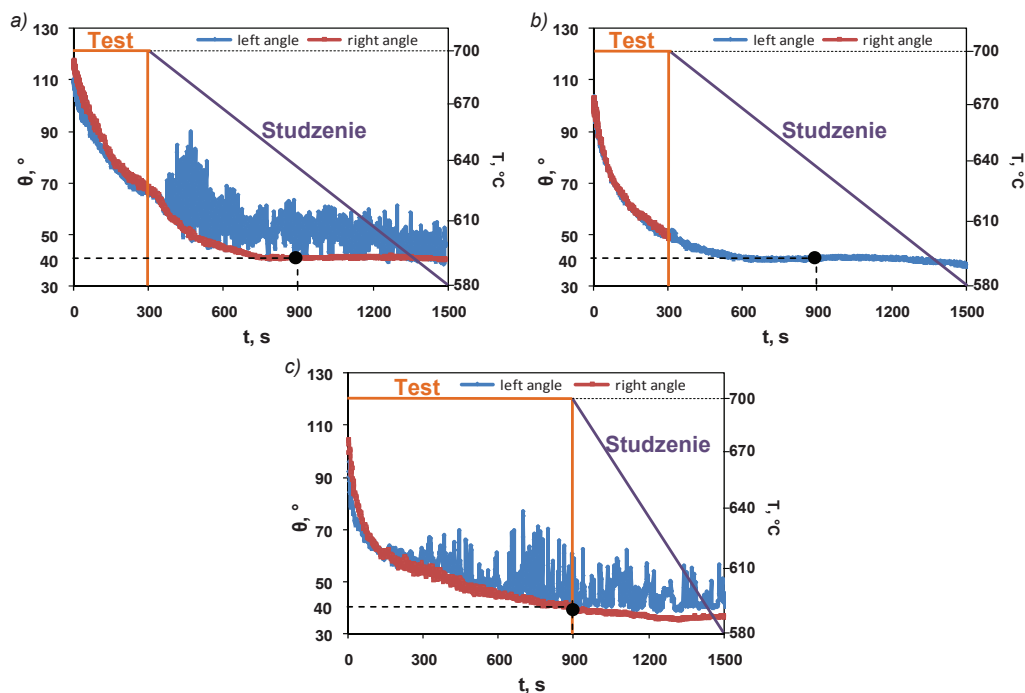 a)
130
110
90
70
50
40
30
θ, °
Test
left angle
right angle
Studzenie
700
670
640
610
580
T, °C
0
300
600
900
1200
1500
t, s
b)
130
110
90
70
50
40
30
θ, °
Test
left angle
right angle
Studzenie
700
670
640
610
580
T, °C
0
300
600
900
1200
1500
t, s
c)
130
110
90
70
50
40
30
θ, °
Test
left angle
right angle
Studzenie
700
670
640
610
580
T, °C
0
300
600
900
1200
1500
t, s